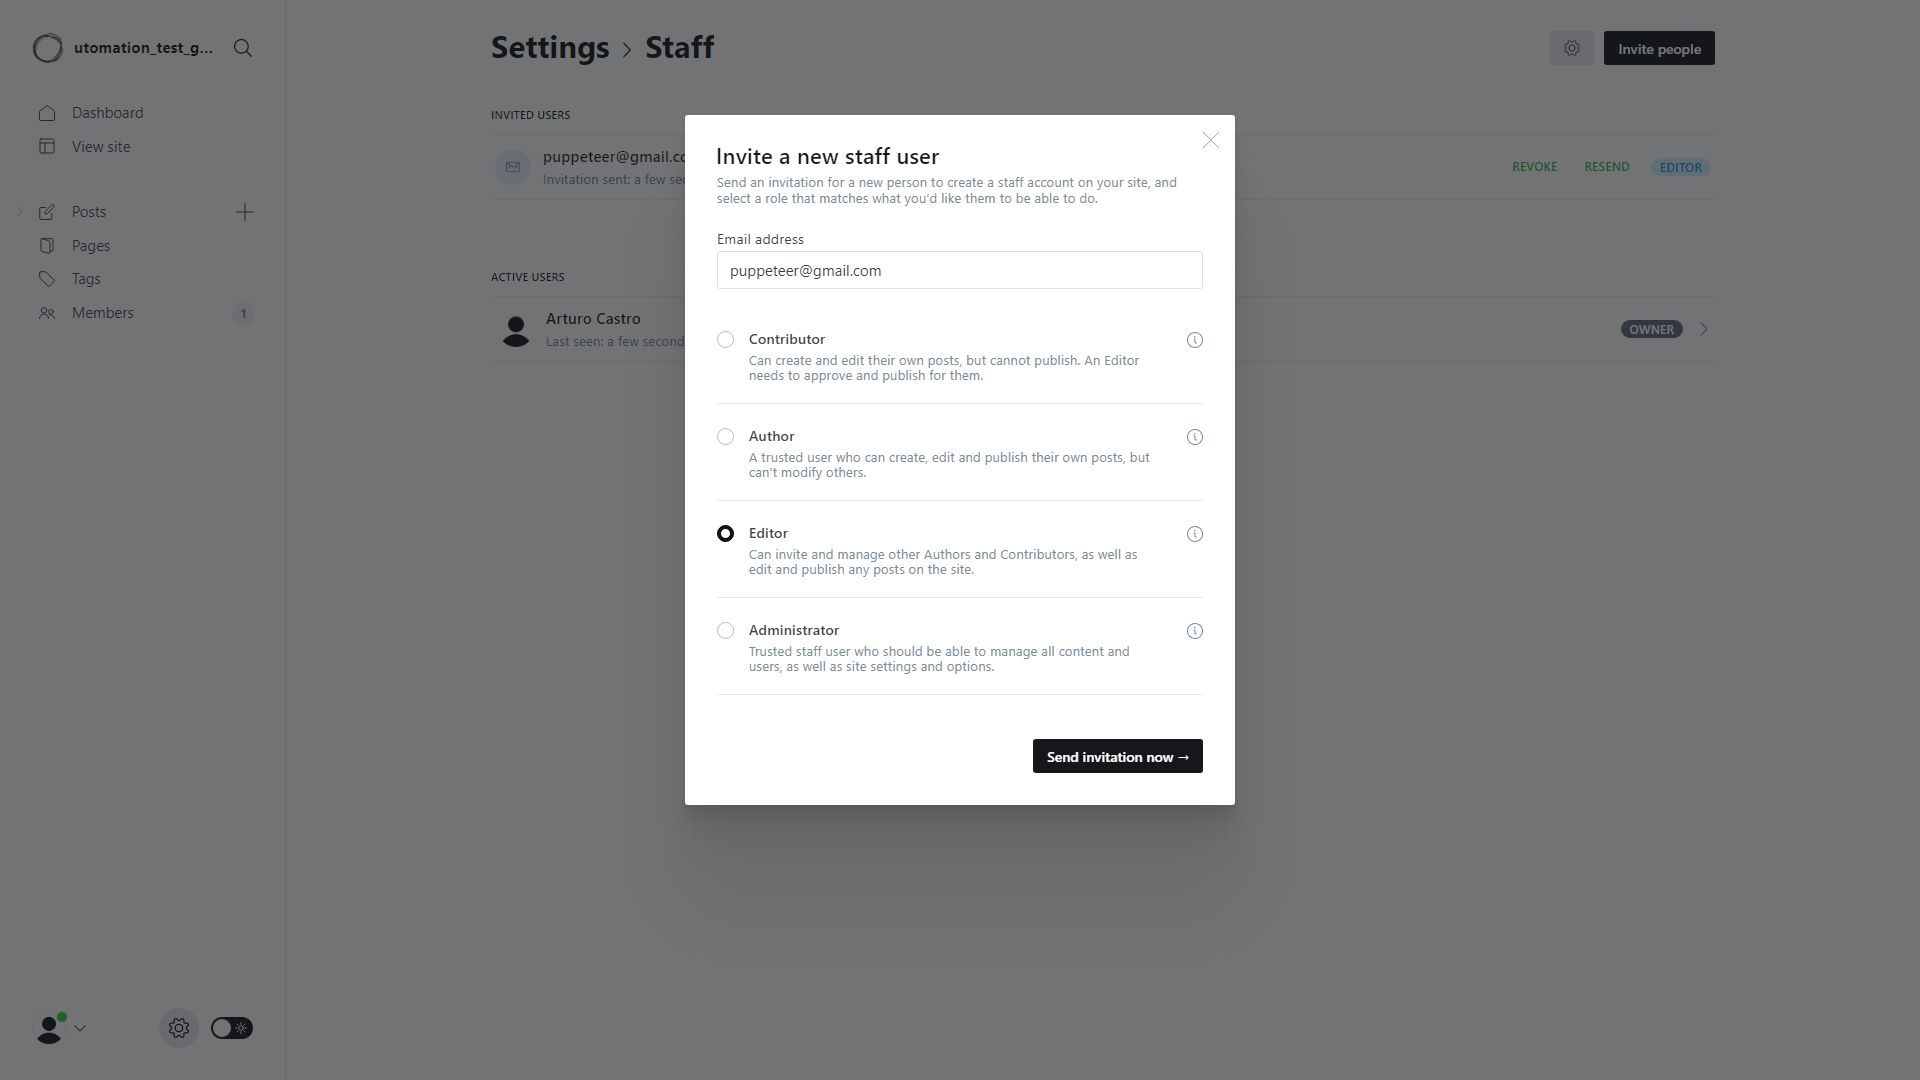 utomation_test_g...
Dashboard
View site
Posts
Pages
Tags
Members
1
Settings
Staff
Invite people
INVITED USERS
puppeteer@gmail.co
Invitation sent: a few sec
REVOKE
RESEND
EDITOR
ACTIVE USERS
Arturo Castro
Last seen: a few second
OWNER
Invite a new staff user
Send an invitation for a new person to create a staff account on your site, and
select a role that matches what you'd like them to be able to do.
Email address
puppeteer@gmail.com
Contributor
Can create and edit their own posts, but cannot publish. An Editor
needs to approve and publish for them.
Author
A trusted user who can create, edit and publish their own posts, but
can't modify others.
Editor
Can invite and manage other Authors and Contributors, as well as
edit and publish any posts on the site.
Administrator
Trusted staff user who should be able to manage all content and
users, as well as site settings and options.
Send invitation now →